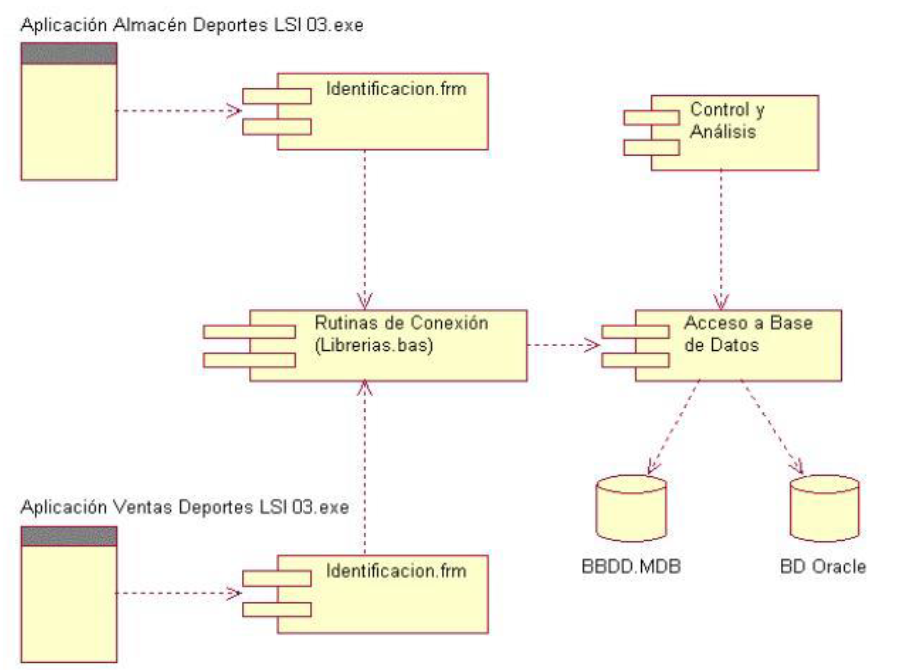 Aplicación Almacén Deportes LSI 03.exe
Identificacion.frm
Control y
Análisis
Rutinas de Conexión
(Librerias.bas)
Acceso a Base
de Datos
Aplicación Ventas Deportes LSI 03.exe
Identificacion.frm
BBDD.MDB
BD Oracle